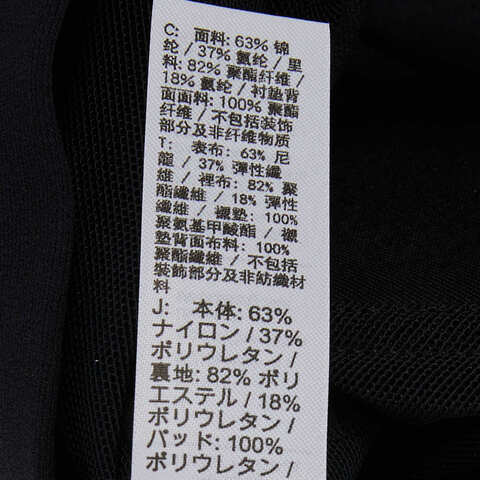 C: 面料: 63% 锦
纶 / 37% 氨纶 / 里
料: 82% 聚酯纤维 /
18% 氨纶 / 衬垫背
面面料: 100% 聚酯
纤维 / 不包括装饰
部分及非纤维物质
T: 表布: 63% 尼
龍 / 37% 彈性纖
維 / 裡布: 82% 聚
酯纖維 / 18% 彈性
纖維 / 襯墊: 100%
聚氨基甲酸酯 / 襯
墊背面布料: 100%
聚酯纖維 / 不包括
裝飾部分及非紡織材
料
J: 本体: 63%
ナイロン / 37%
ポリウレタン /
裏地: 82% ポリ
エステル / 18%
ポリウレタン /
パッド: 100%
ポリウレタン /